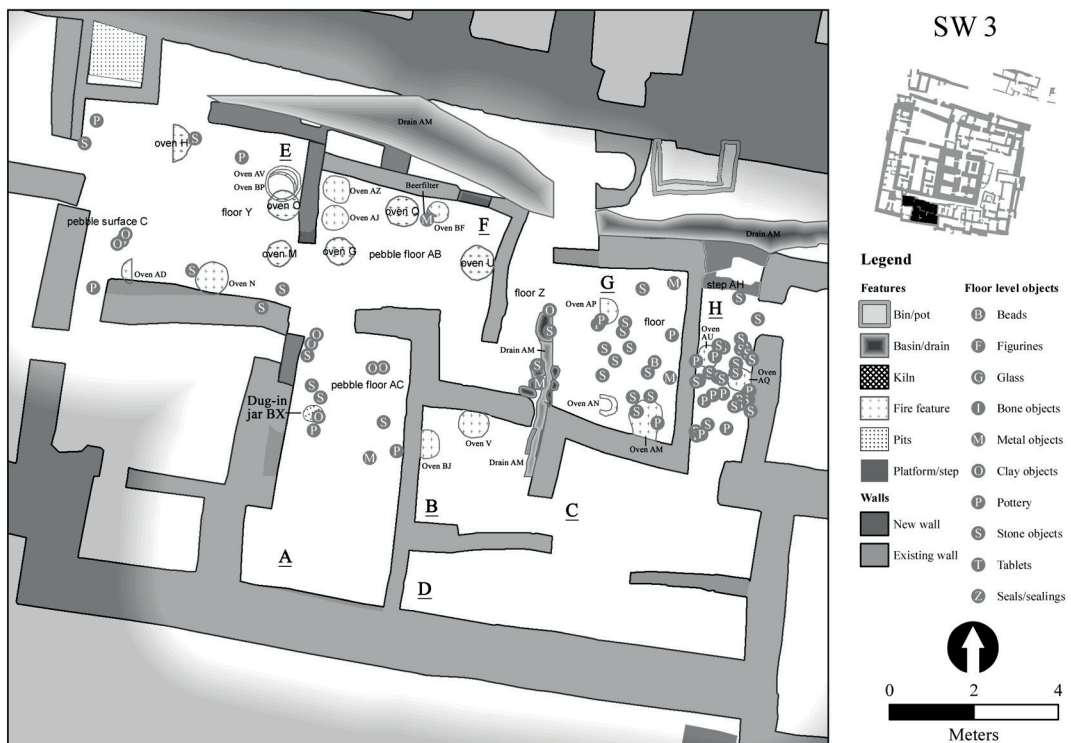 SW 3
Drain AM
P
S
oven H
S
P
E
Oven AV
Oven BP
oven O
floor Y
Oven AZ
Oven AJ
Beerfilter
oven Q
M
Oven BF
F
pebble surface C
O
O
oven M
oven G
pebble floor AB
oven U
Oven AD
S
Oven N
P
S
S
floor Z
Drain AM
step AH
S
G
S
M
Oven AP
floor
H
Oven AU
Oven AQ
Drain AM
Oven AN
Oven AM
O
O
S
O
O
pebble floor AC
S
S
Dug-in
jar BX
O
P
S
M
P
Oven V
Oven BJ
Drain AM
B
C
A
D
Legend
Features
Bin/pot
Basin/drain
Kiln
Fire feature
Pits
Platform/step
Walls
New wall
Existing wall
Floor level objects
B Beads
F Figurines
G Glass
I Bone objects
M Metal objects
O Clay objects
P Pottery
S Stone objects
T Tablets
Z Seals/sealings
0 2 4
Meters